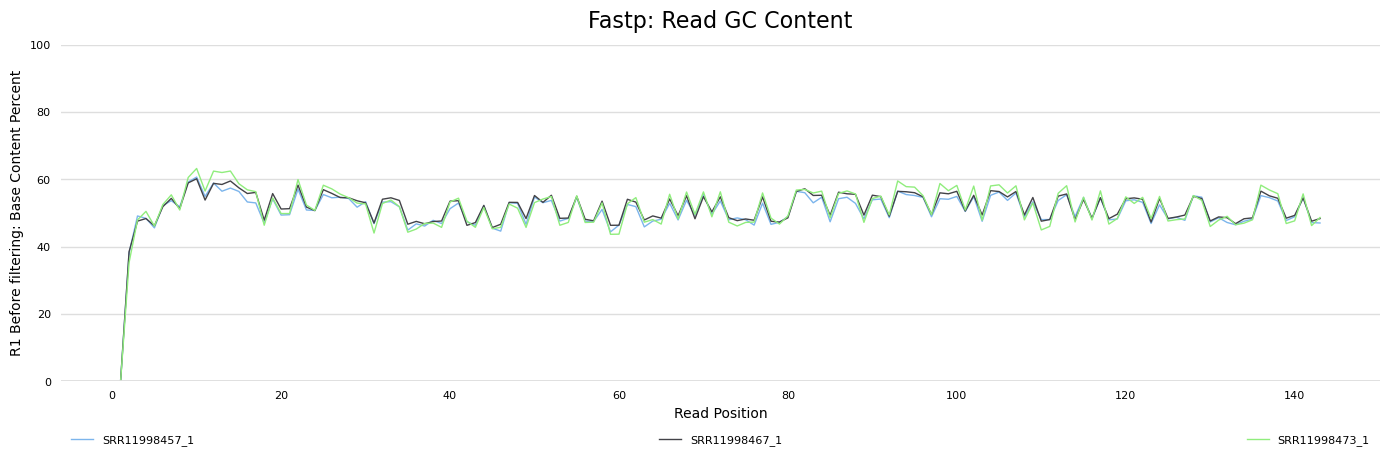 Fastp: Read GC Content
R1 Before filtering: Base Content Percent
100
80
60
40
20
0
0 20 40 60 80 100 120 140
Read Position
SRR11998457_1 SRR11998467_1 SRR11998473_1